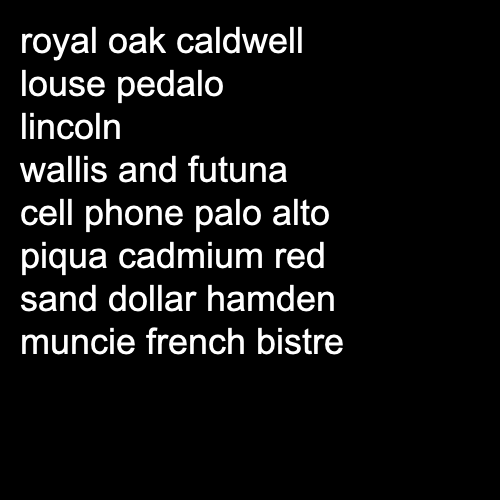 royal oak caldwell
louse pedalo
lincoln
wallis and futuna
cell phone palo alto
piqua cadmium red
sand dollar hamden
muncie french bistre